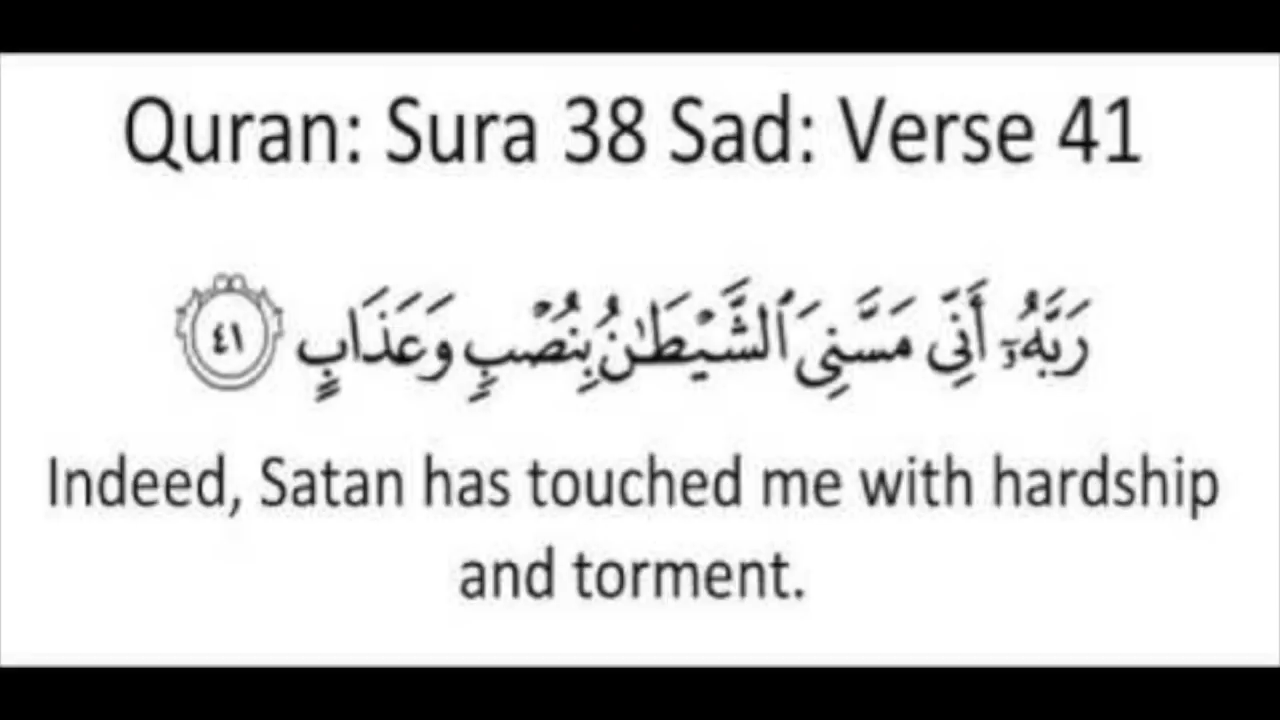 Quran: Sura 38 Sad: Verse 41
رَبَّهُۥٓ أَنِّى مَسَّنِىَ ٱلشَّيْطَـٰنُ بِنُصْبٍ وَعَذَابٍ ٤١
Indeed, Satan has touched me with hardship
and torment.